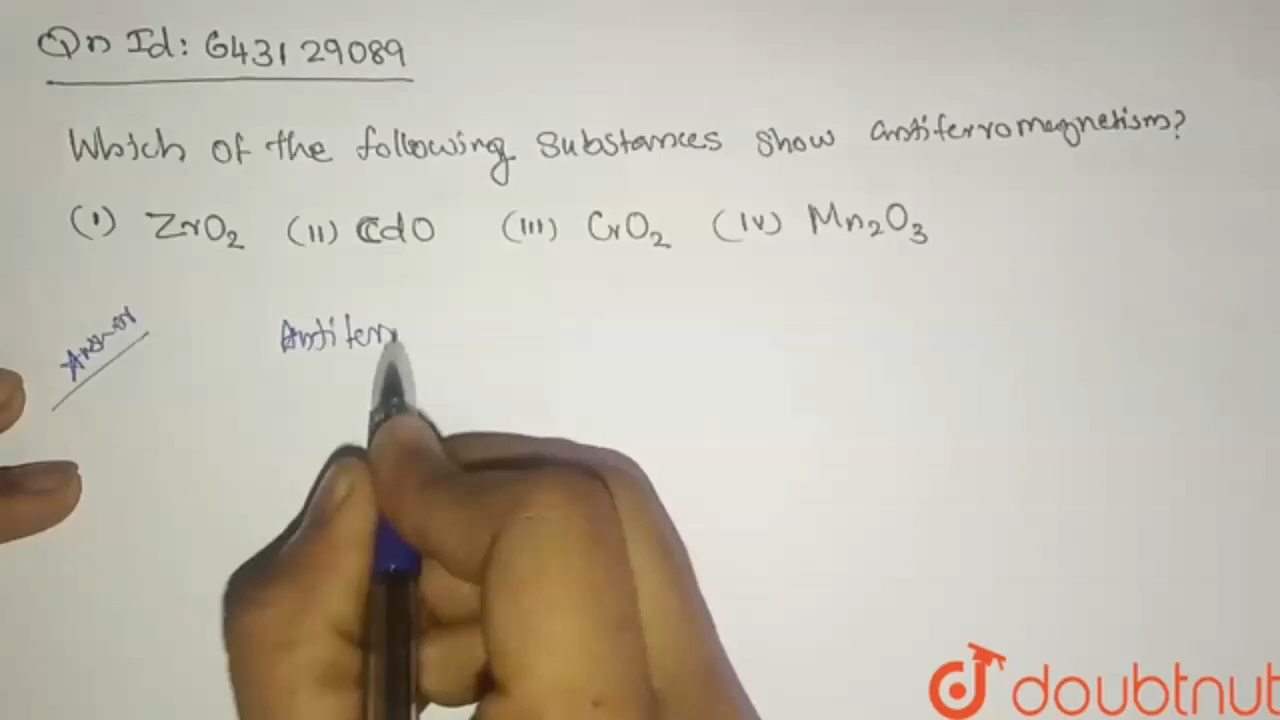 Qn Id: 643129089
Which of the following substances show antiferromagnetism?
(i) ZrO2 (ii) CdO (iii) CrO2 (iv) Mn2O3
Answer
Antiferr
doubtnut